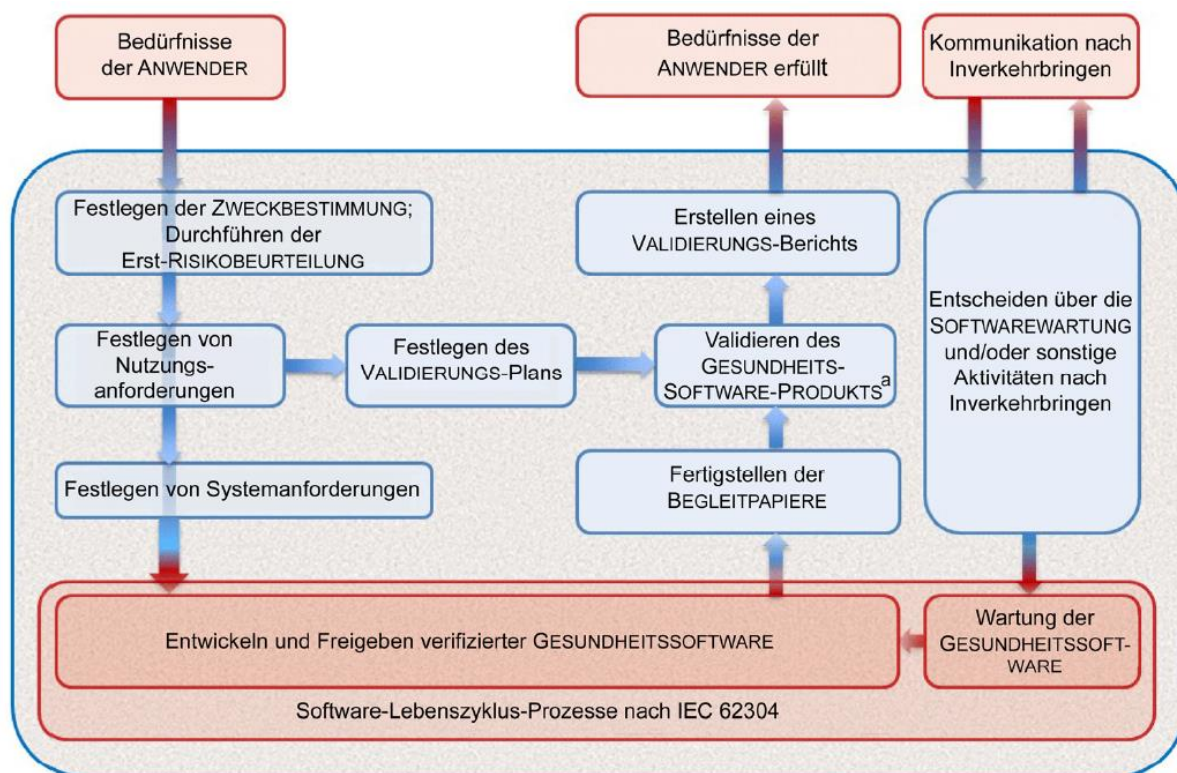 Bedürfnisse
der ANWENDER
Bedürfnisse der
ANWENDER erfüllt
Kommunikation nach
Inverkehrbringen
Festlegen der ZWECKBESTIMMUNG;
Durchführen der
Erst-RISIKOBEURTEILUNG
Erstellen eines
VALIDIERUNGS-Berichts
Entscheiden über die
SOFTWAREWARTUNG
und/oder sonstige
Aktivitäten nach
Inverkehrbringen
Festlegen von
Nutzungs-
anforderungen
Festlegen des
VALIDIERUNGS-Plans
Validieren des
GESUNDHEITS-
SOFTWARE-PRODUKTS a
Festlegen von Systemanforderungen
Fertigstellen der
BEGLEITPAPIERE
Entwickeln und Freigeben verifizierter GESUNDHEITSSOFTWARE
Wartung der
GESUNDHEITSSOFT-
WARE
Software-Lebenszyklus-Prozesse nach IEC 62304